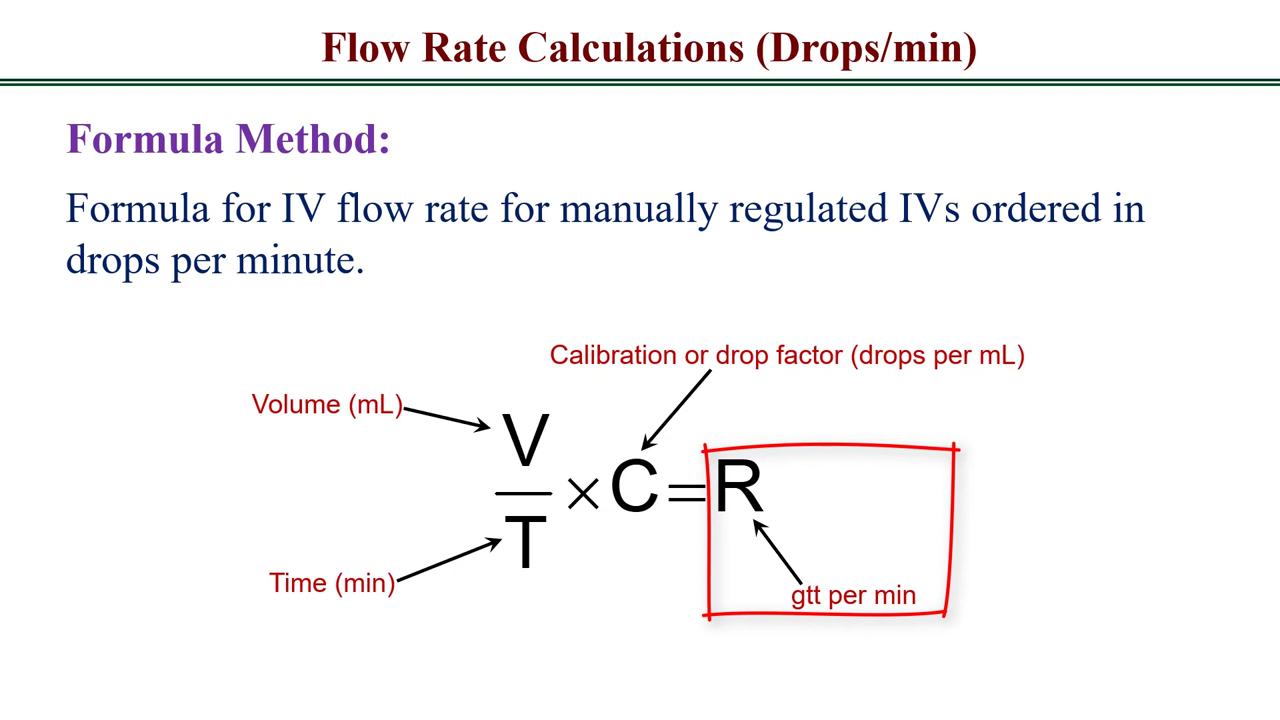 Flow Rate Calculations (Drops/min)
Formula Method:
Formula for IV flow rate for manually regulated IVs ordered in
drops per minute.
Calibration or drop factor (drops per mL)
Volume (mL)
V
T
×C=R
Time (min)
gtt per min